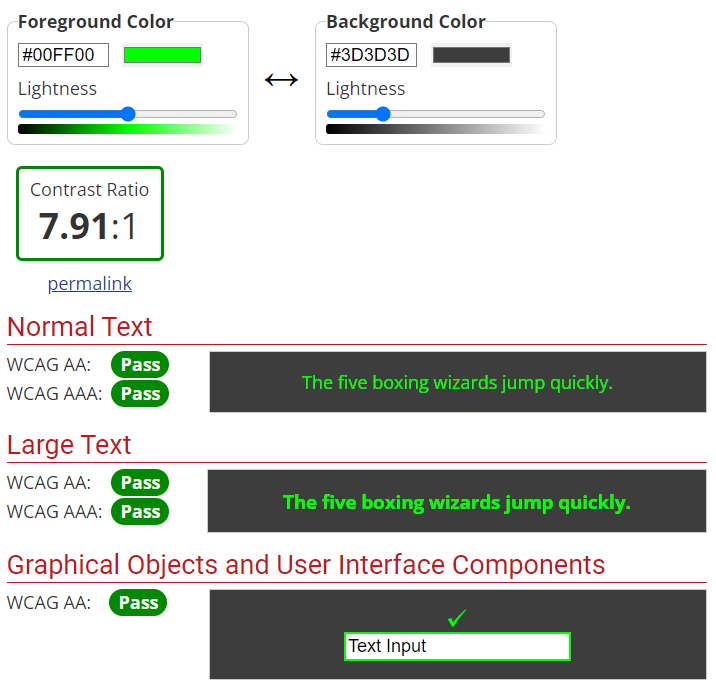 Foreground Color
Background Color
#00FF00
#3D3D3D
Lightness
Lightness
Contrast Ratio
7.91:1
permalink
Normal Text
WCAG AA: Pass
WCAG AAA: Pass
The five boxing wizards jump quickly.
Large Text
WCAG AA: Pass
WCAG AAA: Pass
The five boxing wizards jump quickly.
Graphical Objects and User Interface Components
WCAG AA: Pass
Text Input